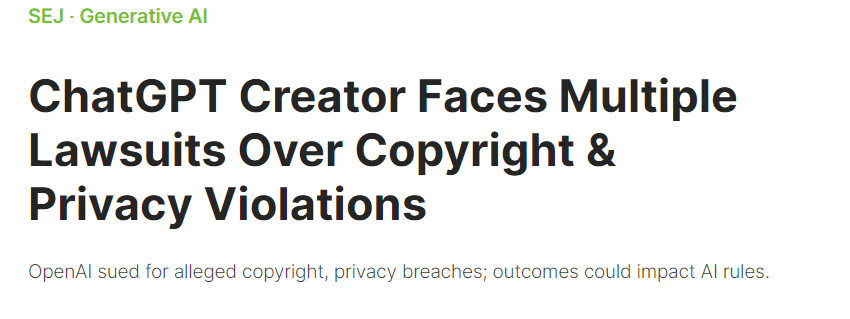 SEJ · Generative AI
ChatGPT Creator Faces Multiple
Lawsuits Over Copyright &
Privacy Violations
OpenAI sued for alleged copyright, privacy breaches; outcomes could impact AI rules.